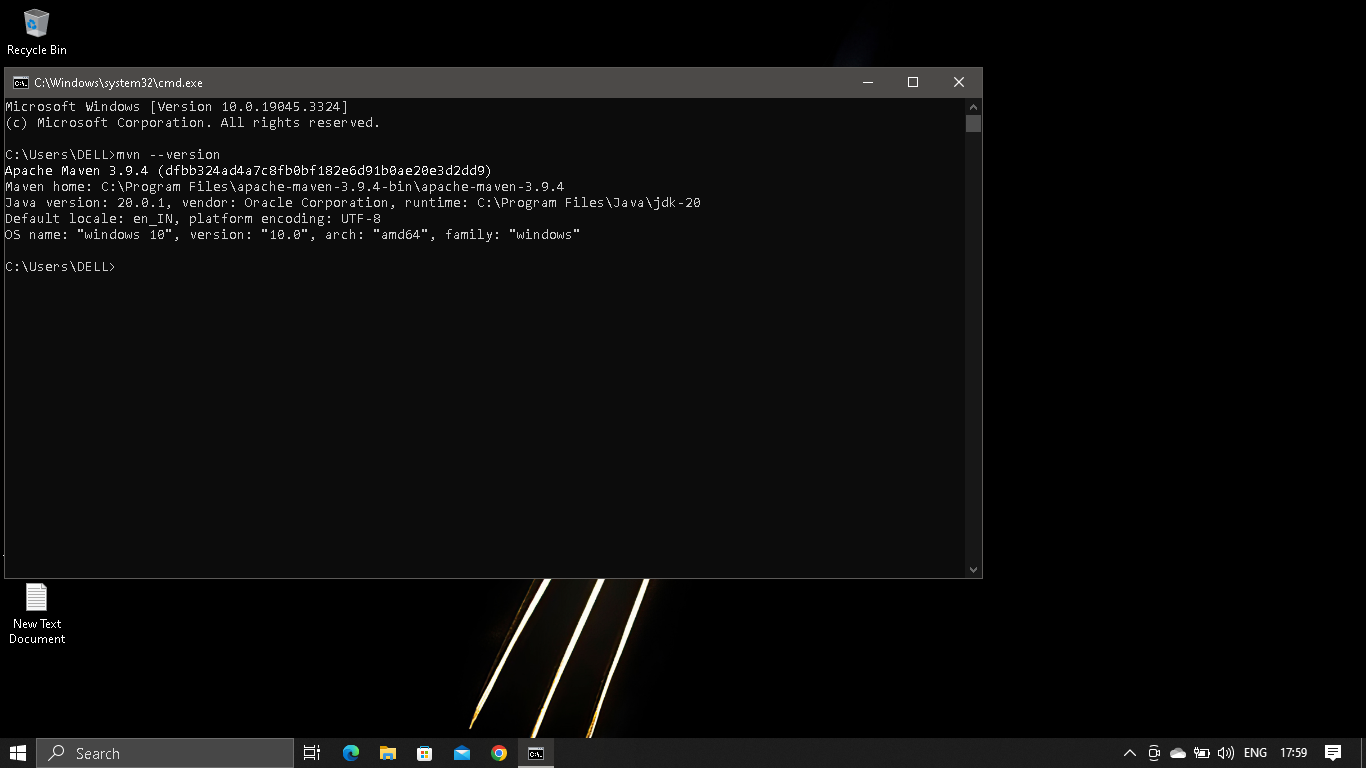 Recycle Bin
C:\Windows\system32\cmd.exe
Microsoft Windows [Version 10.0.19045.3324]
(c) Microsoft Corporation. All rights reserved.
C:\Users\DELL>mvn --version
Apache Maven 3.9.4 (dfbb324ad4a7c8fb0bf182e6d91b0ae20e3d2dd9)
Maven home: C:\Program Files\apache-maven-3.9.4-bin\apache-maven-3.9.4
Java version: 20.0.1, vendor: Oracle Corporation, runtime: C:\Program Files\Java\jdk-20
Default locale: en_IN, platform encoding: UTF-8
OS name: "windows 10", version: "10.0", arch: "amd64", family: "windows"
C:\Users\DELL>
New Text
Document
Search
ENG
17:59